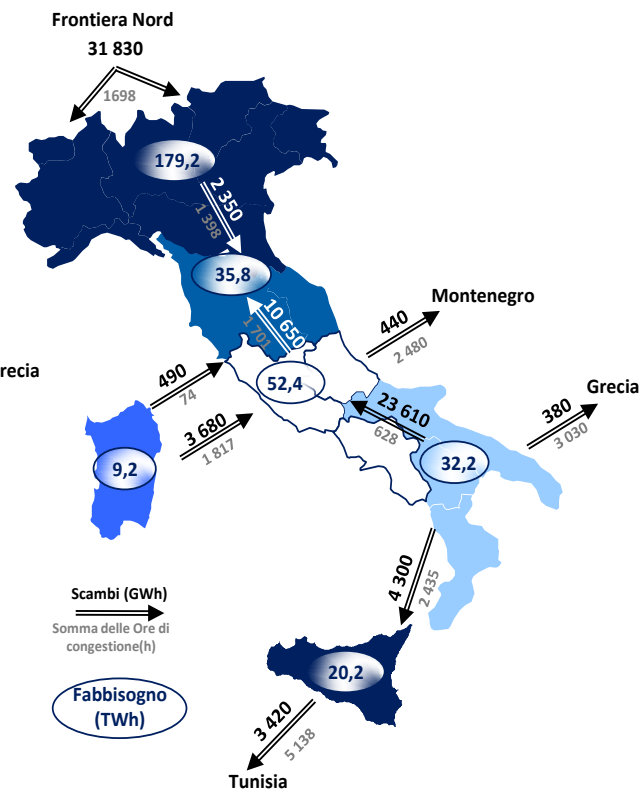 Frontiera Nord
31 830
1698
179,2
2 350
1 398
35,8
10 650
1 701
Montenegro
440
2 480
recia
490
74
52,4
23 610
628
Grecia
380
3 030
3 680
1 817
9,2
32,2
4 300
2 435
Scambi (GWh)
Somma delle Ore di
congestione(h)
20,2
Fabbisogno
(TWh)
3 420
5 138
Tunisia